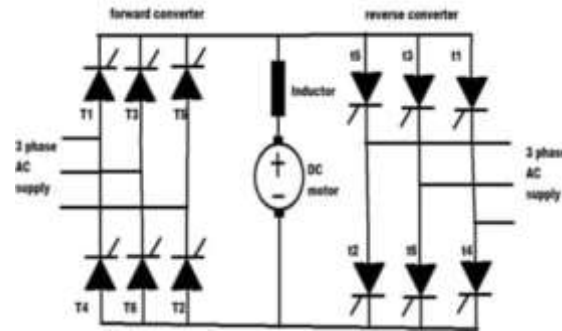 forward converter
reverse converter
T1 T3 T5
t5 t3 t1
Inductor
3 phase
AC
supply
+
−
DC
motor
3 phase
AC
supply
T4 T6 T2
t2 t6 t4